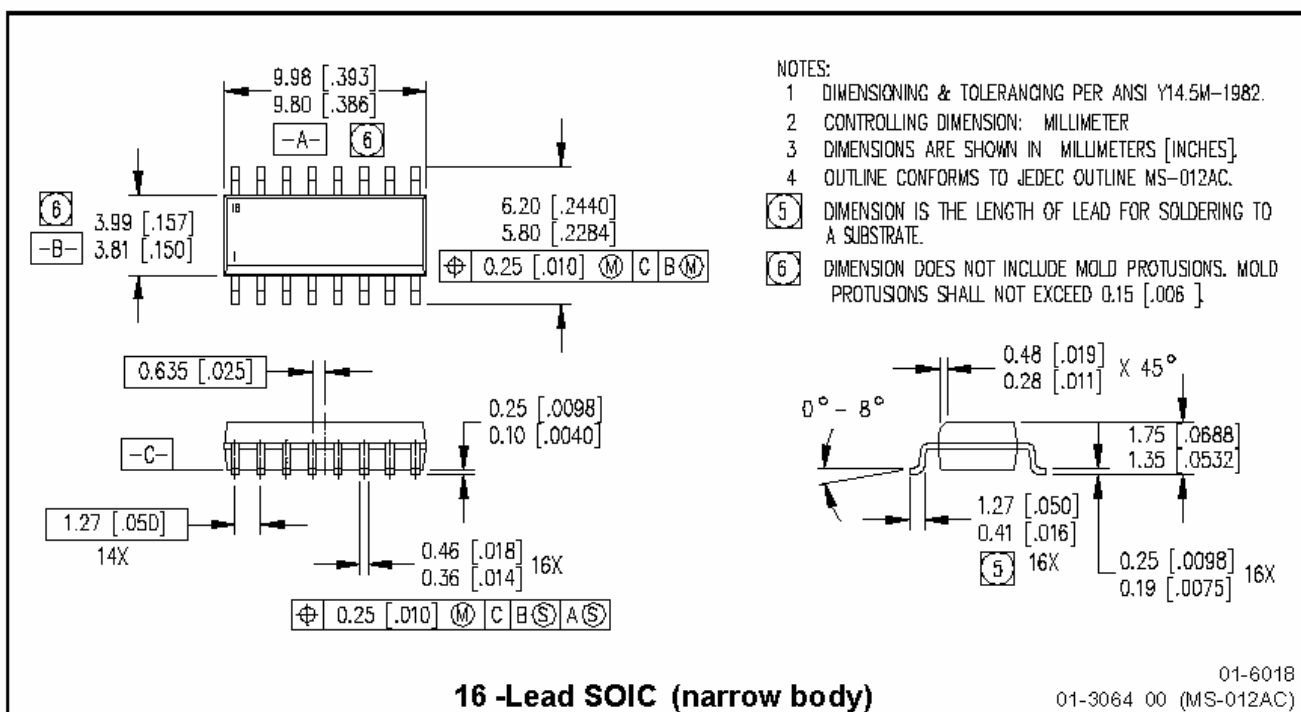 9.98 [.393]
9.80 [.386]
-A- 6
6
3.99 [.157]
-B- 3.81 [.150]
1
6.20 [.2440]
5.80 [.2284]
⌖ 0.25 [.010] Ⓜ C B Ⓜ
NOTES:
1 DIMENSIONING & TOLERANCING PER ANSI Y14.5M-1982.
2 CONTROLLING DIMENSION: MILLIMETER
3 DIMENSIONS ARE SHOWN IN MILLIMETERS [INCHES].
4 OUTLINE CONFORMS TO JEDEC OUTLINE MS-012AC.
5 DIMENSION IS THE LENGTH OF LEAD FOR SOLDERING TO
A SUBSTRATE.
6 DIMENSION DOES NOT INCLUDE MOLD PROTUSIONS. MOLD
PROTUSIONS SHALL NOT EXCEED 0.15 [.006 ].
0.635 [.025]
0.25 [.0098]
0.10 [.0040]
-C-
1.27 [.050]
14X
0.46 [.018]
0.36 [.014] 16X
⌖ 0.25 [.010] Ⓜ C B Ⓢ A Ⓢ
0.48 [.019]
0.28 [.011] X 45°
0° - 8°
1.75 [.0688]
1.35 [.0532]
1.27 [.050]
0.41 [.016]
5 16X
0.25 [.0098]
0.19 [.0075] 16X
16 -Lead SOIC (narrow body)
01-6018
01-3064 00 (MS-012AC)